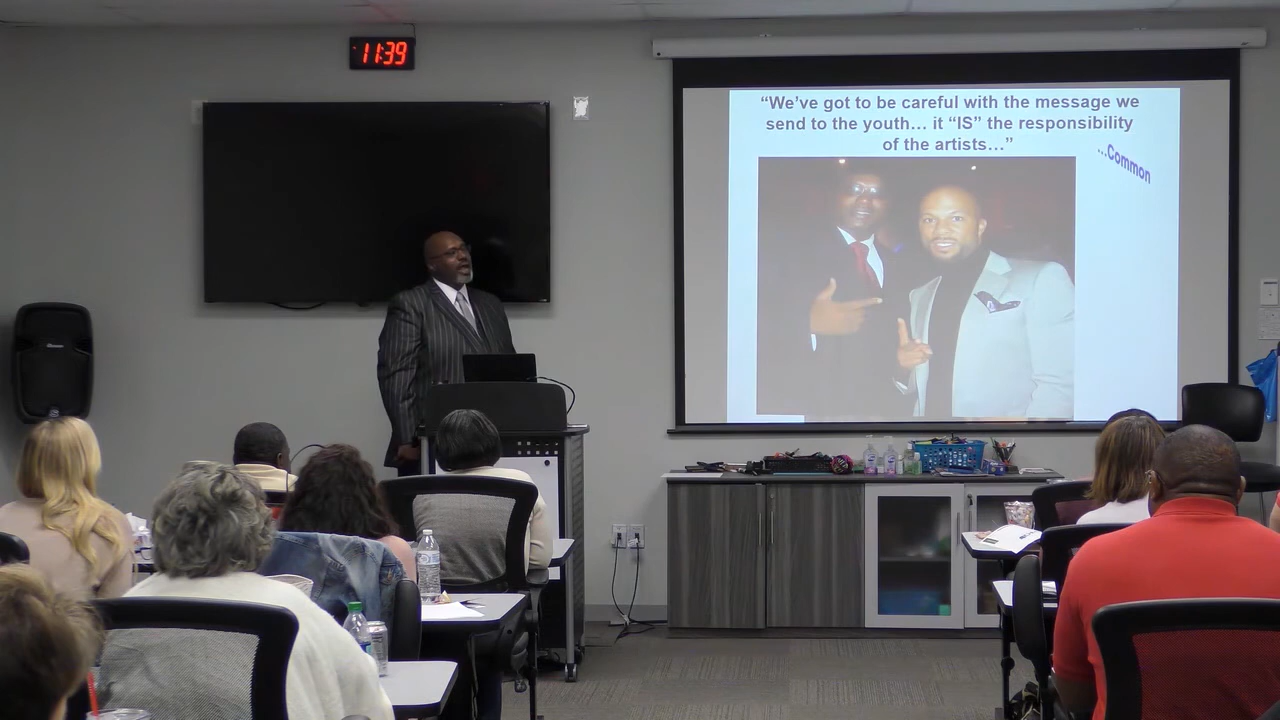 11:39
“We’ve got to be careful with the message we
send to the youth… it “IS” the responsibility
of the artists…”
…Common